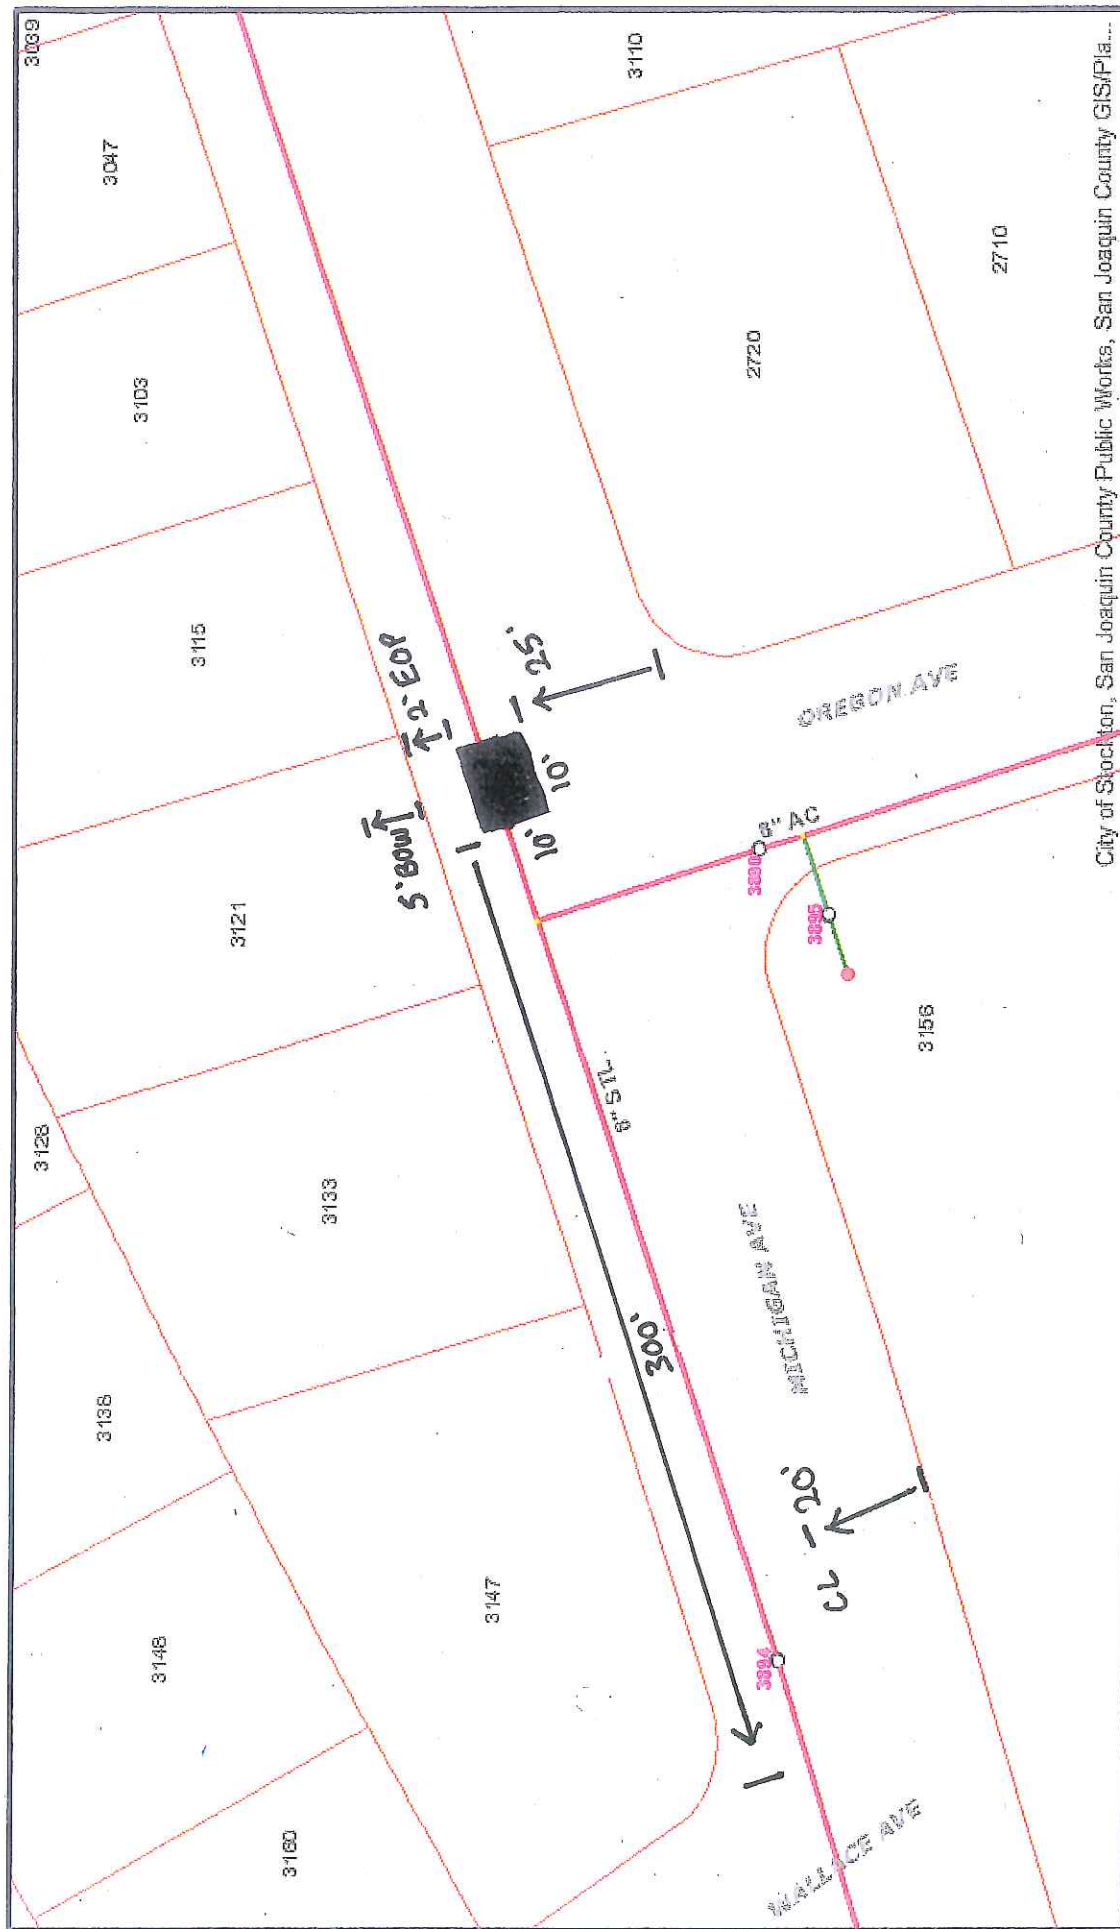 3039
3047
3103
3115
3121
3128
3133
3138
3147
3148
3160
3110
2720
2710
3156
2' EOP
5' BOW
25'
10'
10'
300'
CL - 20'
8" STL.
6" AC
3890
3895
3894
OREGON AVE
MICHIGAN AVE
WALLACE AVE
City of Stockton, San Joaquin County Public Works, San Joaquin County GIS/Pla...